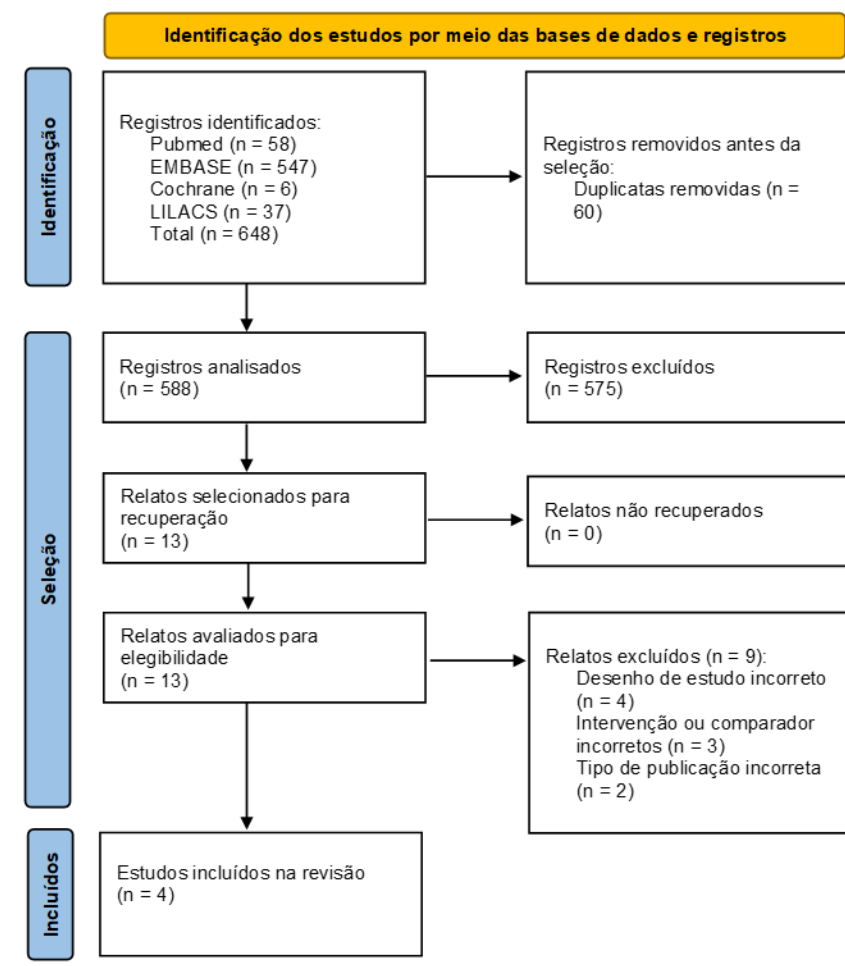 Identificação dos estudos por meio das bases de dados e registros
Identificação
Registros identificados:
Pubmed (n = 58)
EMBASE (n = 547)
Cochrane (n = 6)
LILACS (n = 37)
Total (n = 648)
Registros removidos antes da
seleção:
Duplicatas removidas (n =
60)
Seleção
Registros analisados
(n = 588)
Registros excluídos
(n = 575)
Relatos selecionados para
recuperação
(n = 13)
Relatos não recuperados
(n = 0)
Relatos avaliados para
elegibilidade
(n = 13)
Relatos excluídos (n = 9):
Desenho de estudo incorreto
(n = 4)
Intervenção ou comparador
incorretos (n = 3)
Tipo de publicação incorreta
(n = 2)
Incluídos
Estudos incluídos na revisão
(n = 4)